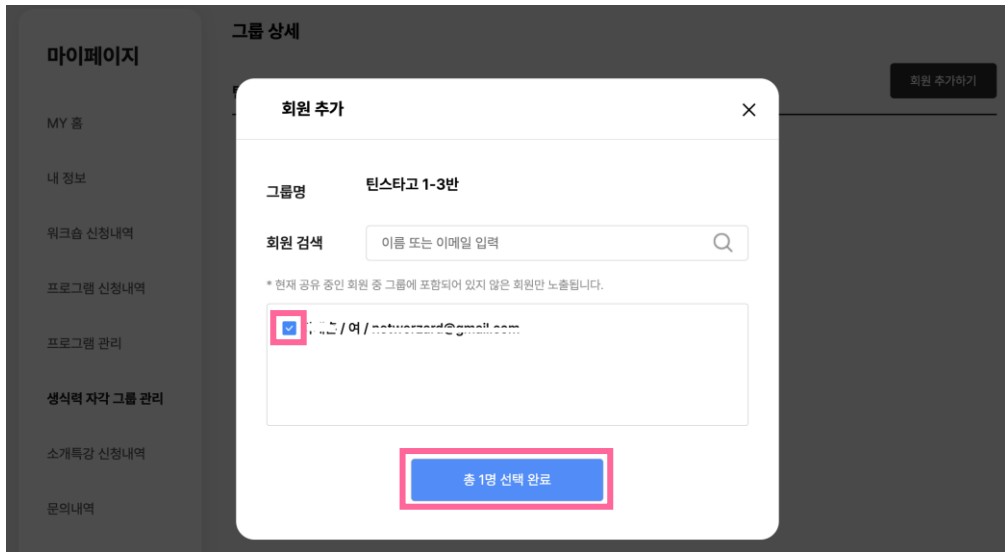 그룹 상세
마이페이지
회원 추가하기
MY 홈
내 정보
워크숍 신청내역
프로그램 신청내역
프로그램 관리
생식력 자각 그룹 관리
소개특강 신청내역
문의내역
회원 추가
그룹명 틴스타고 1-3반
회원 검색 이름 또는 이메일 입력
* 현재 공유 중인 회원 중 그룹에 포함되어 있지 않은 회원만 노출됩니다.
/ 여 /
총 1명 선택 완료